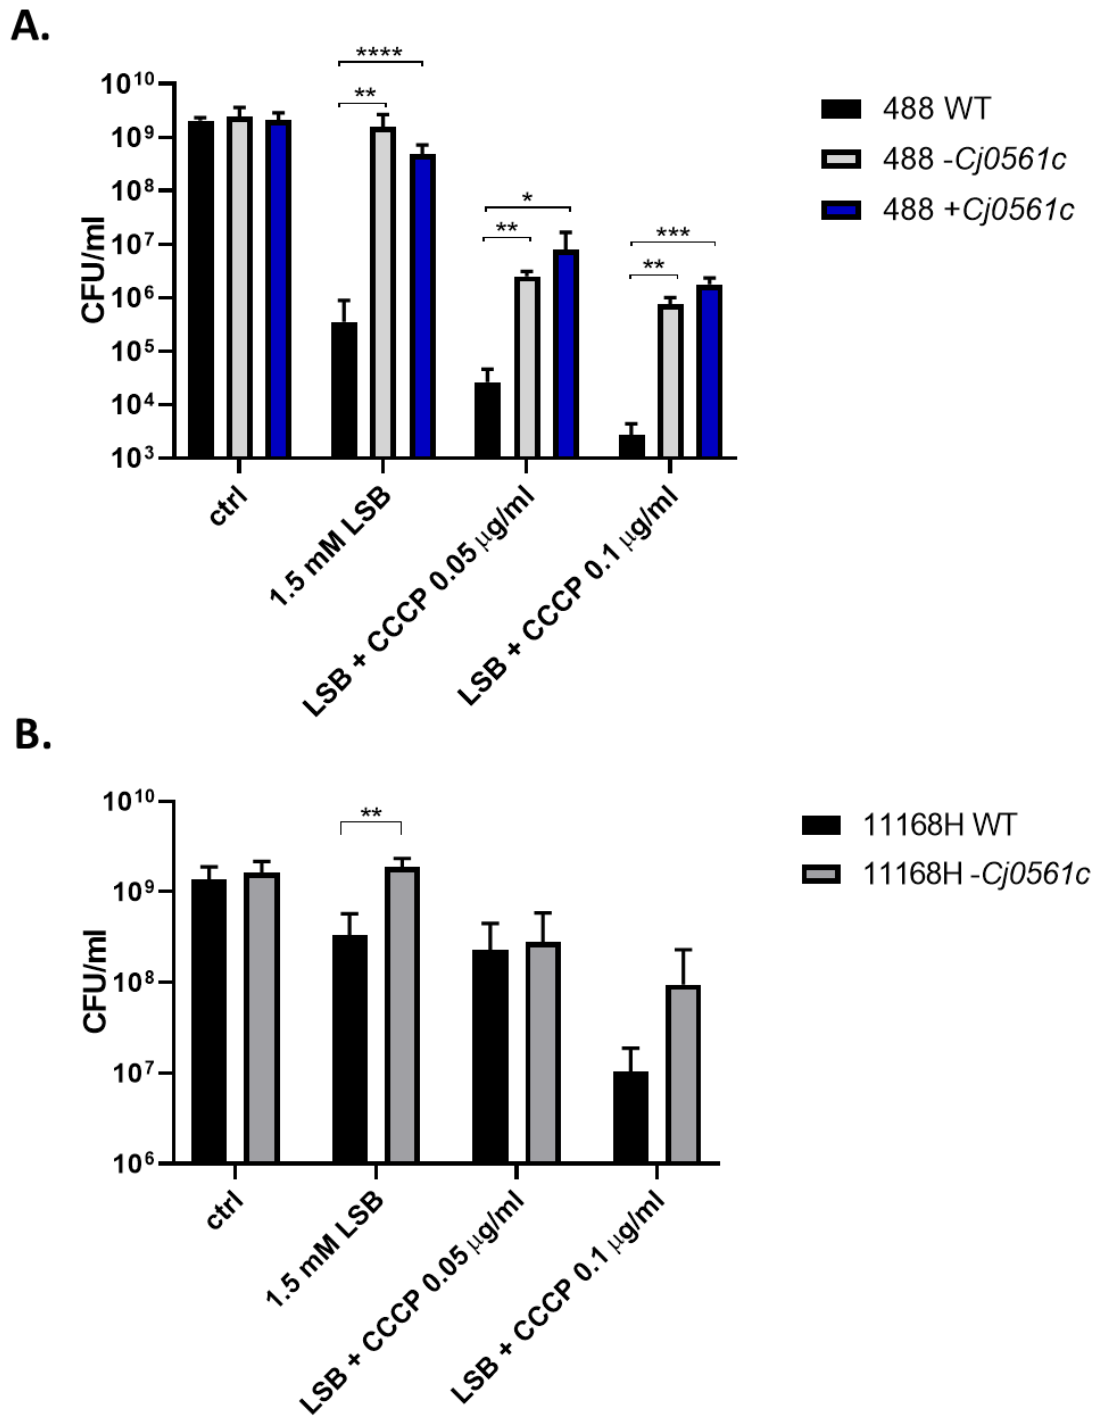 A.
****
**
*
**
***
**
10¹⁰
10⁹
10⁸
10⁷
10⁶
10⁵
10⁴
10³
CFU/ml
ctrl
1.5 mM LSB
LSB + CCCP 0.05 μg/ml
LSB + CCCP 0.1 μg/ml
488 WT
488 -Cj0561c
488 +Cj0561c
B.
**
10¹⁰
10⁹
10⁸
10⁷
10⁶
CFU/ml
ctrl
1.5 mM LSB
LSB + CCCP 0.05 μg/ml
LSB + CCCP 0.1 μg/ml
11168H WT
11168H -Cj0561c